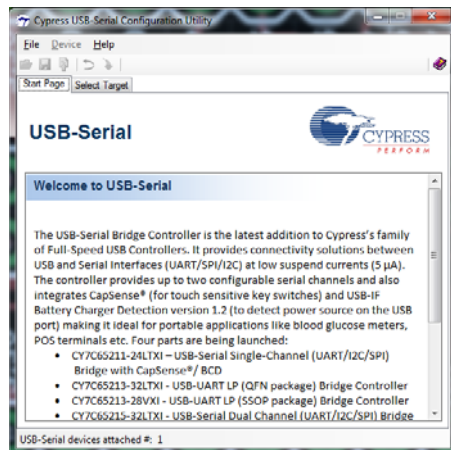 Cypress USB-Serial Configuration Utility
File Device Help
Start Page Select Target
USB-Serial
CYPRESS
PERFORM
Welcome to USB-Serial
The USB-Serial Bridge Controller is the latest addition to Cypress's family
of Full-Speed USB Controllers. It provides connectivity solutions between
USB and Serial Interfaces (UART/SPI/I2C) at low suspend currents (5 µA).
The controller provides up to two configurable serial channels and also
integrates CapSense® (for touch sensitive key switches) and USB-IF
Battery Charger Detection version 1.2 (to detect power source on the USB
port) making it ideal for portable applications like blood glucose meters,
POS terminals etc. Four parts are being launched:
• CY7C65211-24LTXI – USB-Serial Single-Channel (UART/I2C/SPI)
Bridge with CapSense®/ BCD
• CY7C65213-32LTXI - USB-UART LP (QFN package) Bridge Controller
• CY7C65213-28VXI - USB-UART LP (SSOP package) Bridge Controller
• CY7C65215-32LTXI - USB-Serial Dual Channel (UART/I2C/SPI) Bridge
USB-Serial devices attached #: 1